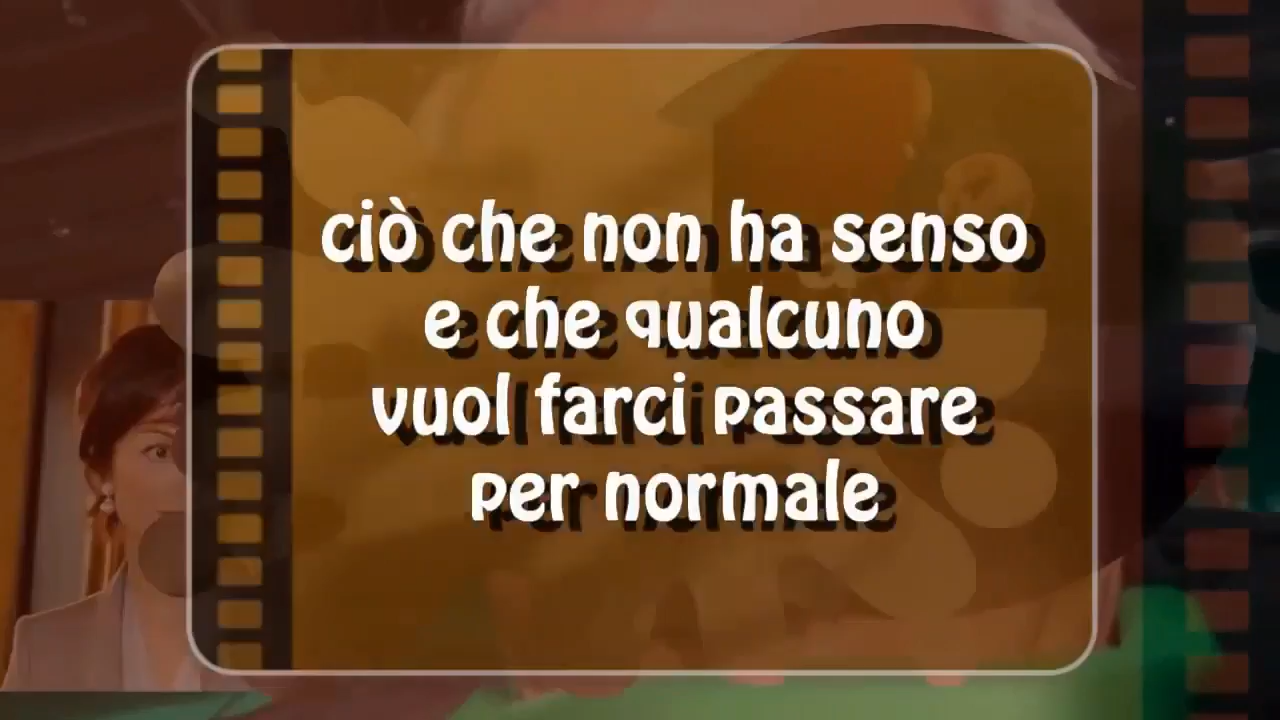 ciò che non ha senso
e che qualcuno
vuol farci passare
per normale